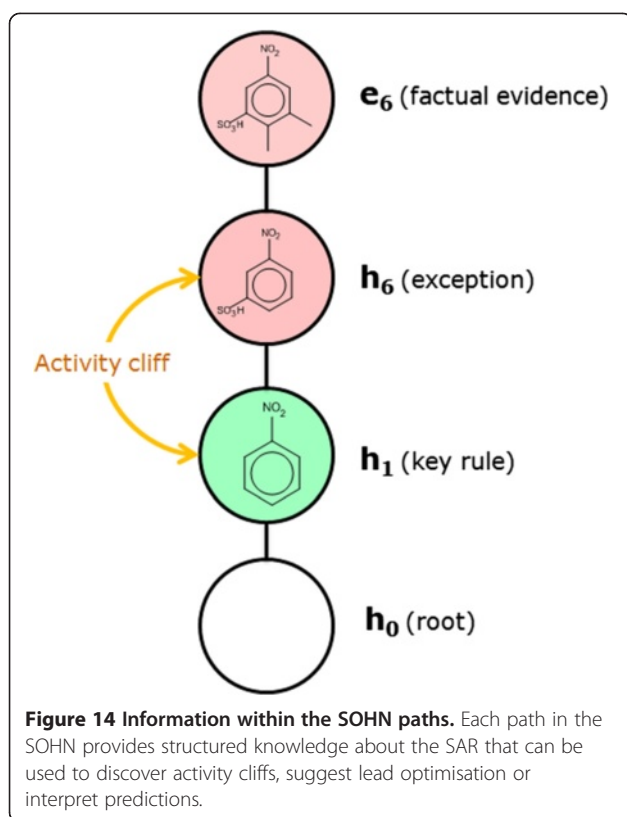 NO₂
SO₃H
e₆ (factual evidence)
NO₂
SO₃H
h₆ (exception)
Activity cliff
NO₂
h₁ (key rule)
h₀ (root)
Figure 14 Information within the SOHN paths. Each path in the
SOHN provides structured knowledge about the SAR that can be
used to discover activity cliffs, suggest lead optimisation or
interpret predictions.